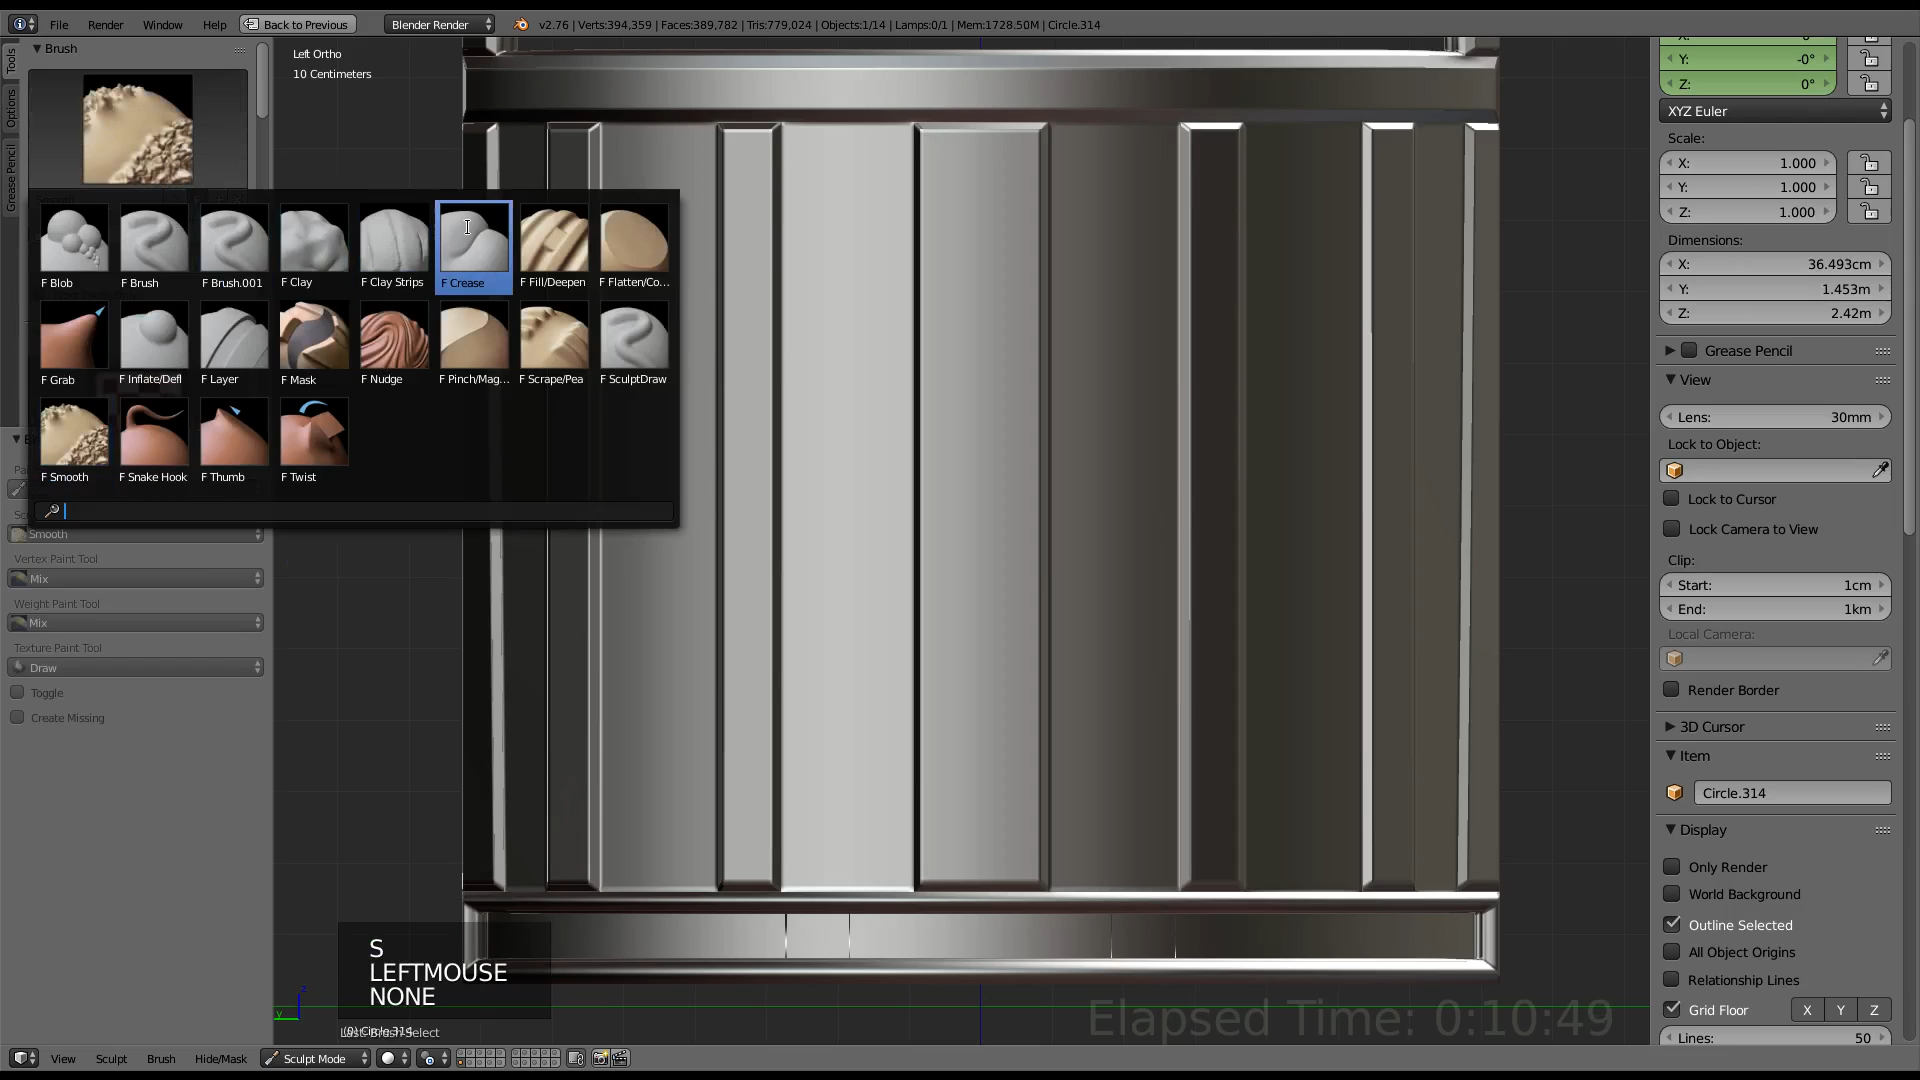 File Render Window Help Back to Previous Blender Render v2.76 | Verts:394,359 | Faces:389,782 | Tris:779,024 | Objects:1/14 | Lamps:0/1 | Mem:1728.50M | Circle.314
Tools
Options
Grease Pencil
Brush
Left Ortho
10 Centimeters
F Blob
F Brush
F Brush.001
F Clay
F Clay Strips
F Crease
F Fill/Deepen
F Flatten/Co...
F Grab
F Inflate/Defl
F Layer
F Mask
F Nudge
F Pinch/Mag...
F Scrape/Pea
F SculptDraw
F Smooth
F Snake Hook
F Thumb
F Twist
Smooth
Vertex Paint Tool
Mix
Weight Paint Tool
Mix
Texture Paint Tool
Draw
Toggle
Create Missing
S
LEFTMOUSE
NONE
Elapsed Time: 0:10:49
View Sculpt Brush Hide/Mask Sculpt Mode
Y: -0°
Z: 0°
XYZ Euler
Scale:
X: 1.000
Y: 1.000
Z: 1.000
Dimensions:
X: 36.493cm
Y: 1.453m
Z: 2.42m
Grease Pencil
View
Lens: 30mm
Lock to Object:
Lock to Cursor
Lock Camera to View
Clip:
Start: 1cm
End: 1km
Local Camera:
Render Border
3D Cursor
Item
Circle.314
Display
Only Render
World Background
Outline Selected
All Object Origins
Relationship Lines
Grid Floor X Y Z
Lines: 50